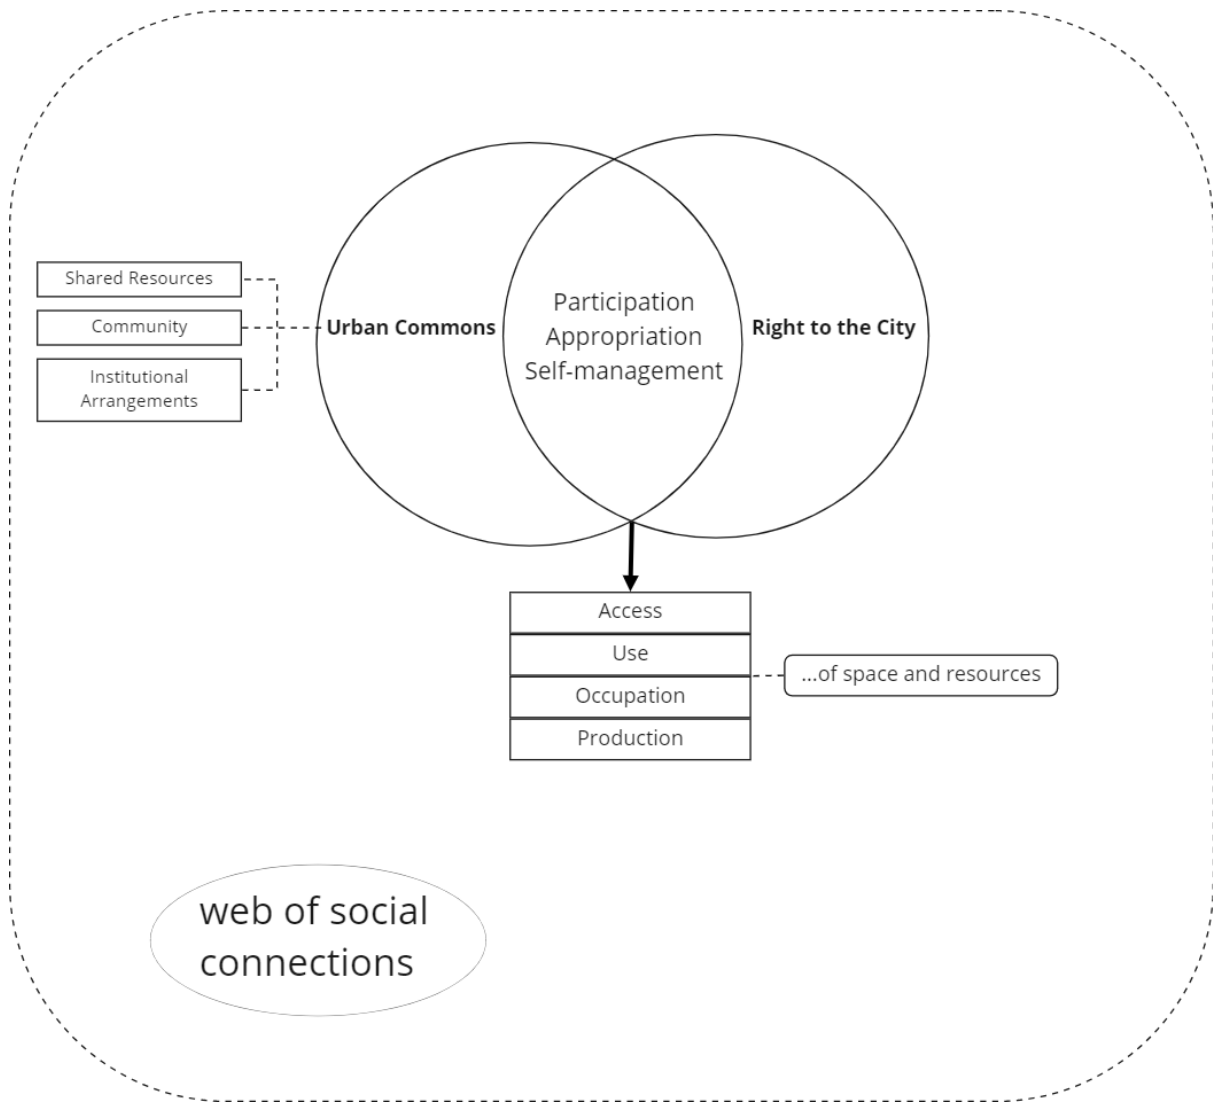 Shared Resources
Community
Institutional
Arrangements
Urban Commons
Participation
Appropriation
Self-management
Right to the City
Access
Use
Occupation
Production
...of space and resources
web of social
connections